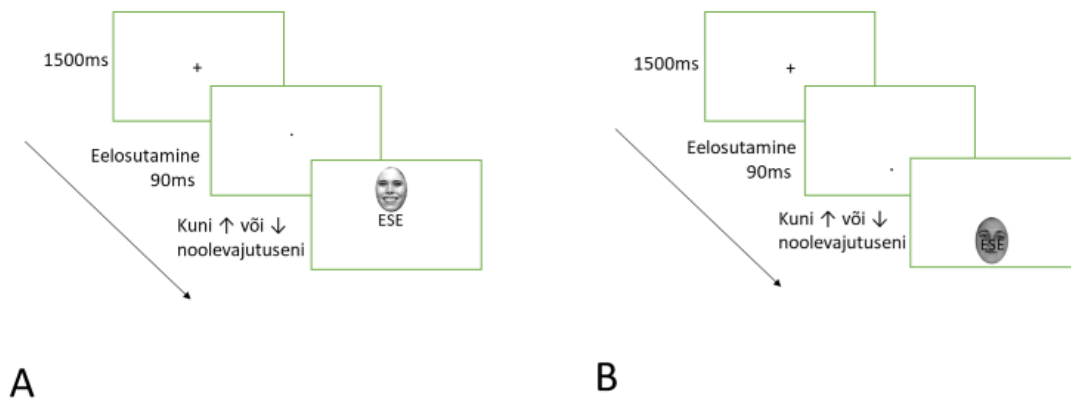 1500ms
+
Eelosutamine
90ms
.
Kuni ↑ või ↓
noolevajutuseni
ESE
A
1500ms
+
Eelosutamine
90ms
.
Kuni ↑ või ↓
noolevajutuseni
ESE
B